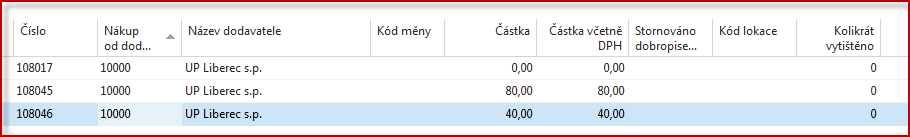 Číslo Nákup od dod... Název dodavatele Kód měny Částka Částka včetně DPH Stornováno dobropise... Kód lokace Kolikrát vytištěno
108017 10000 UP Liberec s.p. 0,00 0,00 0
108045 10000 UP Liberec s.p. 80,00 80,00 0
108046 10000 UP Liberec s.p. 40,00 40,00 0